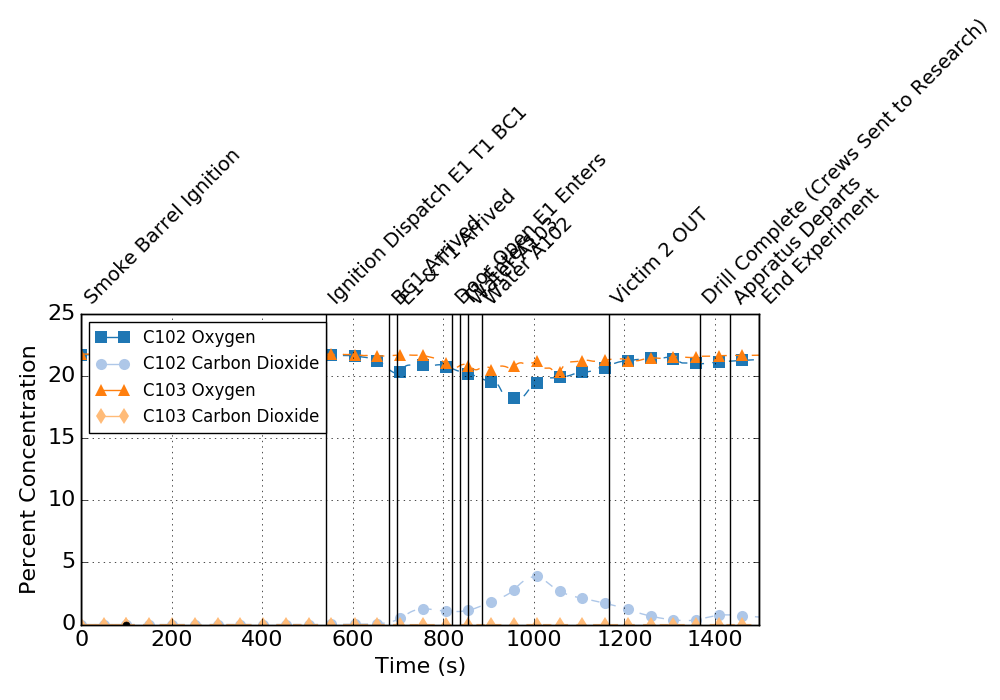 Smoke Barrel Ignition
Ignition Dispatch E1 T1 BC1
BC1 Arrived
E1 & T1 Arrived
Door Open E1 Enters
Water A103
Water A102
Victim 2 OUT
Drill Complete (Crews Sent to Research)
Appratus Departs
End Experiment
25
20
15
10
5
0
Percent Concentration
C102 Oxygen
C102 Carbon Dioxide
C103 Oxygen
C103 Carbon Dioxide
0 200 400 600 800 1000 1200 1400
Time (s)